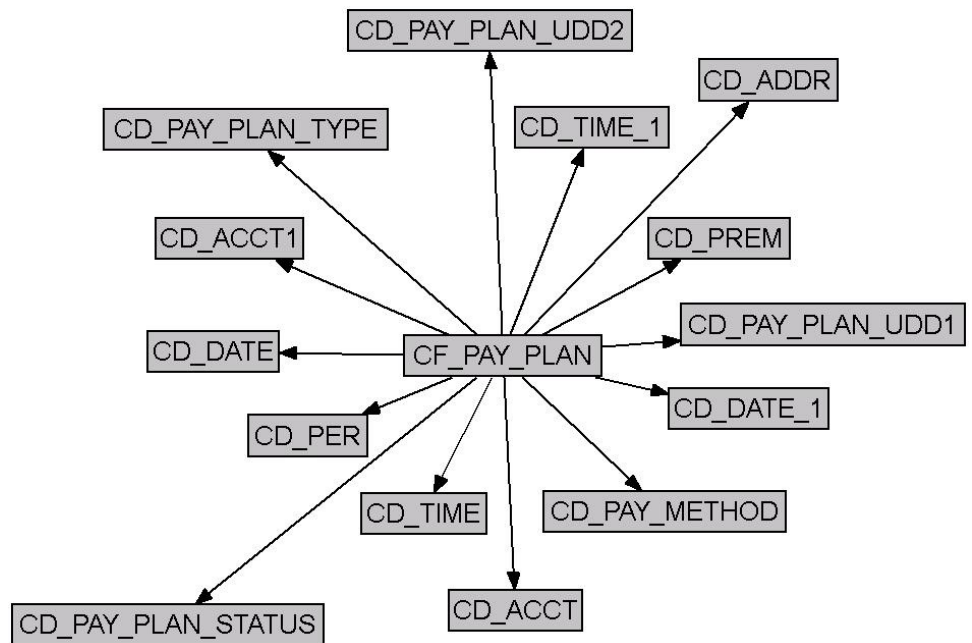 CD_PAY_PLAN_UDD2
CD_ADDR
CD_PAY_PLAN_TYPE
CD_TIME_1
CD_ACCT1
CD_PREM
CD_PAY_PLAN_UDD1
CD_DATE
CF_PAY_PLAN
CD_DATE_1
CD_PER
CD_TIME
CD_PAY_METHOD
CD_ACCT
CD_PAY_PLAN_STATUS